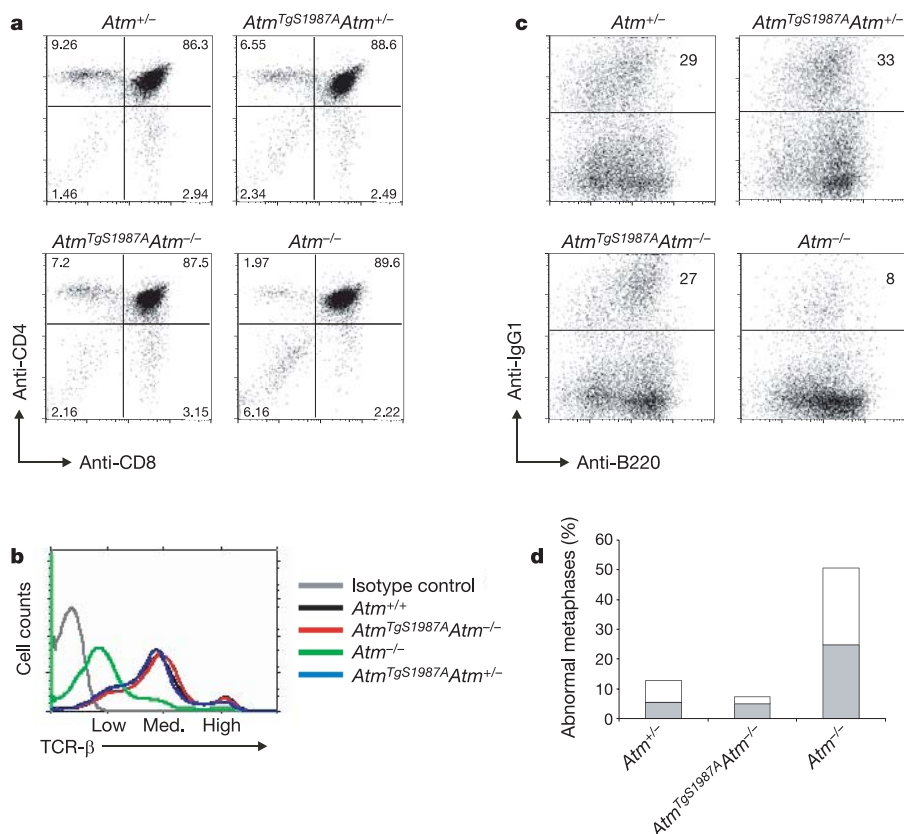 a
Atm+/-
AtmTgS1987AAtm+/-
9.26 86.3
6.55 88.6
1.46 2.94
2.34 2.49
AtmTgS1987AAtm-/-
Atm-/-
7.2 87.5
1.97 89.6
2.16 3.15
6.16 2.22
Anti-CD4
Anti-CD8
c
Atm+/-
AtmTgS1987AAtm+/-
29
33
AtmTgS1987AAtm-/-
Atm-/-
27
8
Anti-IgG1
Anti-B220
b
Cell counts
Low Med. High
TCR-β
Isotype control
Atm+/+
AtmTgS1987AAtm-/-
Atm-/-
AtmTgS1987AAtm+/-
d
Abnormal metaphases (%)
60
50
40
30
20
10
0
Atm+/-
AtmTgS1987AAtm-/-
Atm-/-